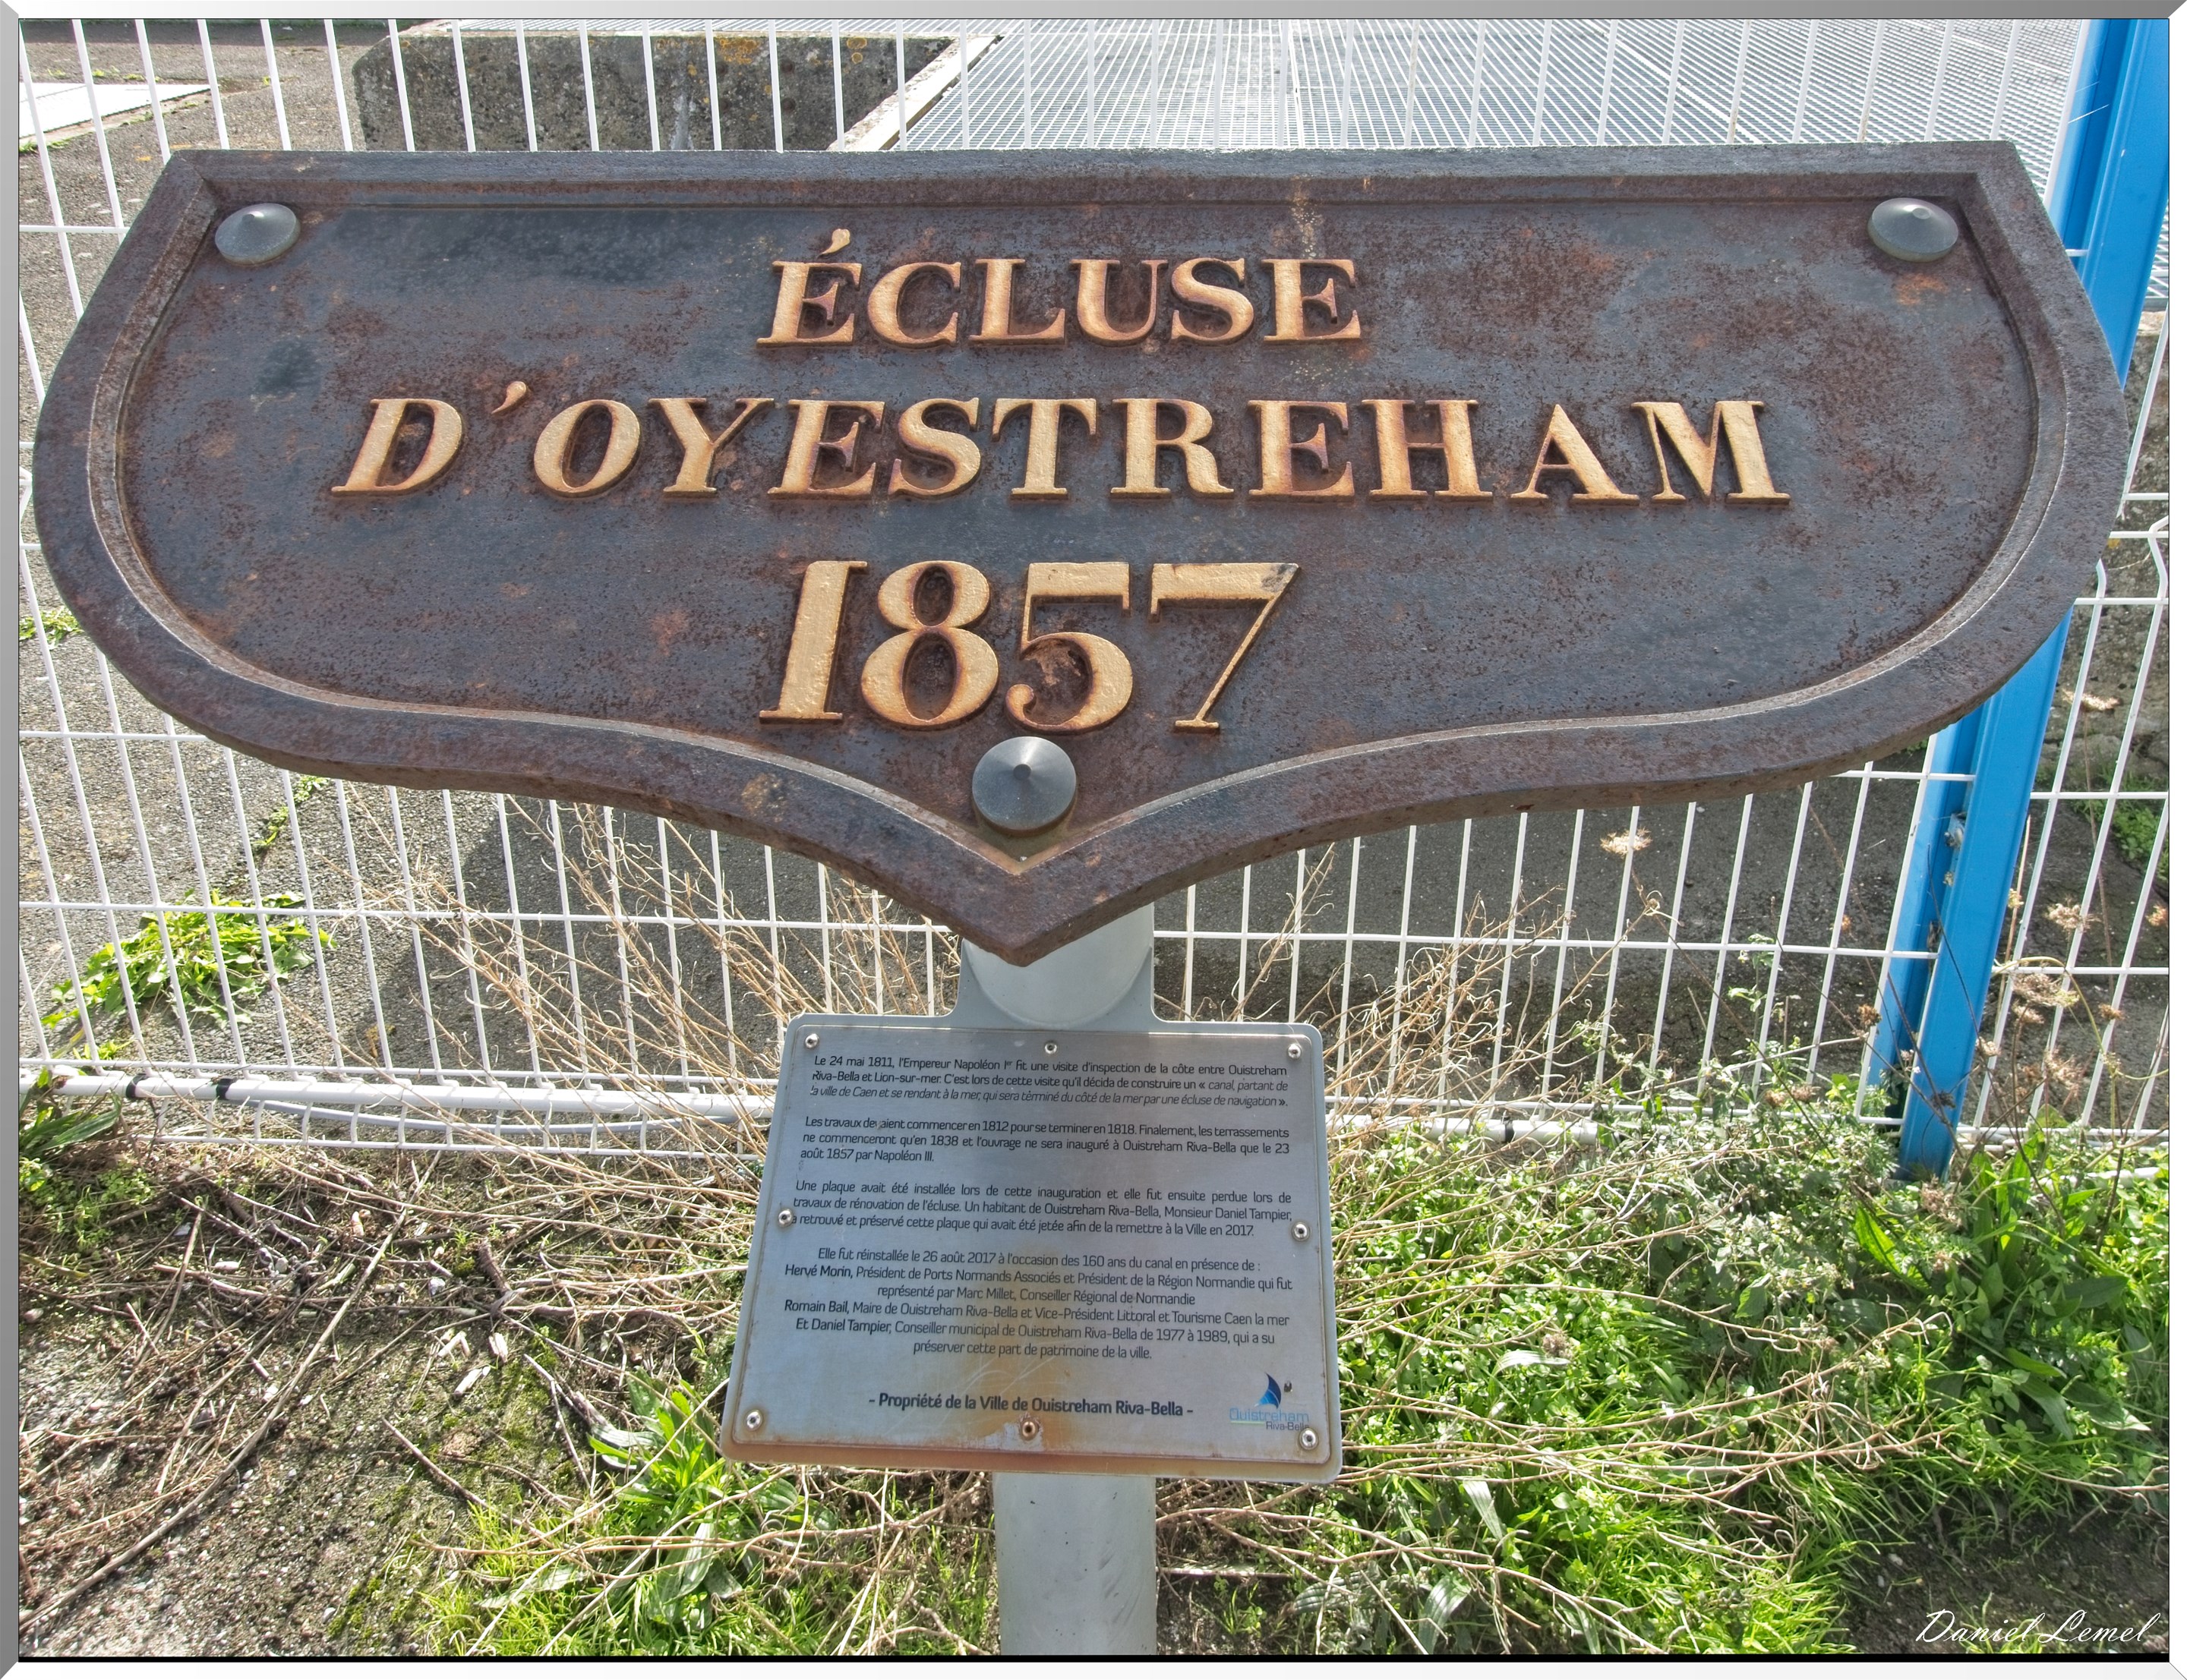 ÉCLUSE
D'OYESTREHAM
1857
Le 24 mai 1811, l'Empereur Napoléon Iᵉʳ fit une visite d'inspection de la côte entre Ouistreham
Riva-Bella et Lion-sur-mer. C'est lors de cette visite qu'il décida de construire un « canal, partant de
la ville de Caen et se rendant à la mer, qui sera terminé du côté de la mer par une écluse de navigation ».
Les travaux devaient commencer en 1812 pour se terminer en 1818. Finalement, les terrassements
ne commenceront qu'en 1838 et l'ouvrage ne sera inauguré à Ouistreham Riva-Bella que le 23
août 1857 par Napoléon III.
Une plaque avait été installée lors de cette inauguration et elle fut ensuite perdue lors de
travaux de rénovation de l'écluse. Un habitant de Ouistreham Riva-Bella, Monsieur Daniel Tampier,
a retrouvé et préservé cette plaque qui avait été jetée afin de la remettre à la Ville en 2017.
Elle fut réinstallée le 26 août 2017 à l'occasion des 160 ans du canal en présence de :
Hervé Morin, Président de Ports Normands Associés et Président de la Région Normandie qui fut
représenté par Marc Millet, Conseiller Régional de Normandie
Romain Bail, Maire de Ouistreham Riva-Bella et Vice-Président Littoral et Tourisme Caen la mer
Et Daniel Tampier, Conseiller municipal de Ouistreham Riva-Bella de 1977 à 1989, qui a su
préserver cette part de patrimoine de la ville.
- Propriété de la Ville de Ouistreham Riva-Bella -
Ouistreham
Riva-Bella
Daniel Lemel